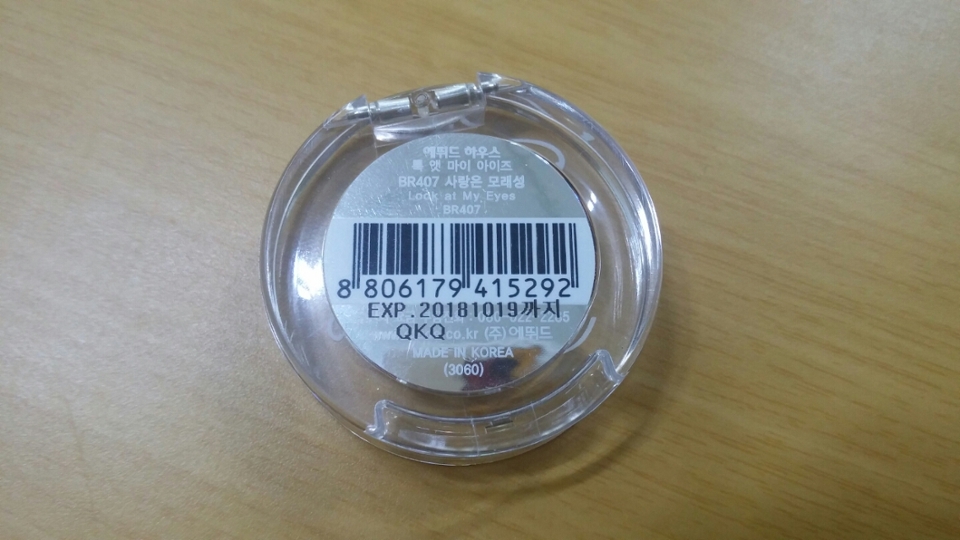 에뛰드 하우스
룩 앳 마이 아이즈
BR407 사랑은 모래성
Look at My Eyes
BR407
8 806179 415292
EXP.20181019까지
QKQ .co.kr (주)에뛰드
MADE IN KOREA
(3060)